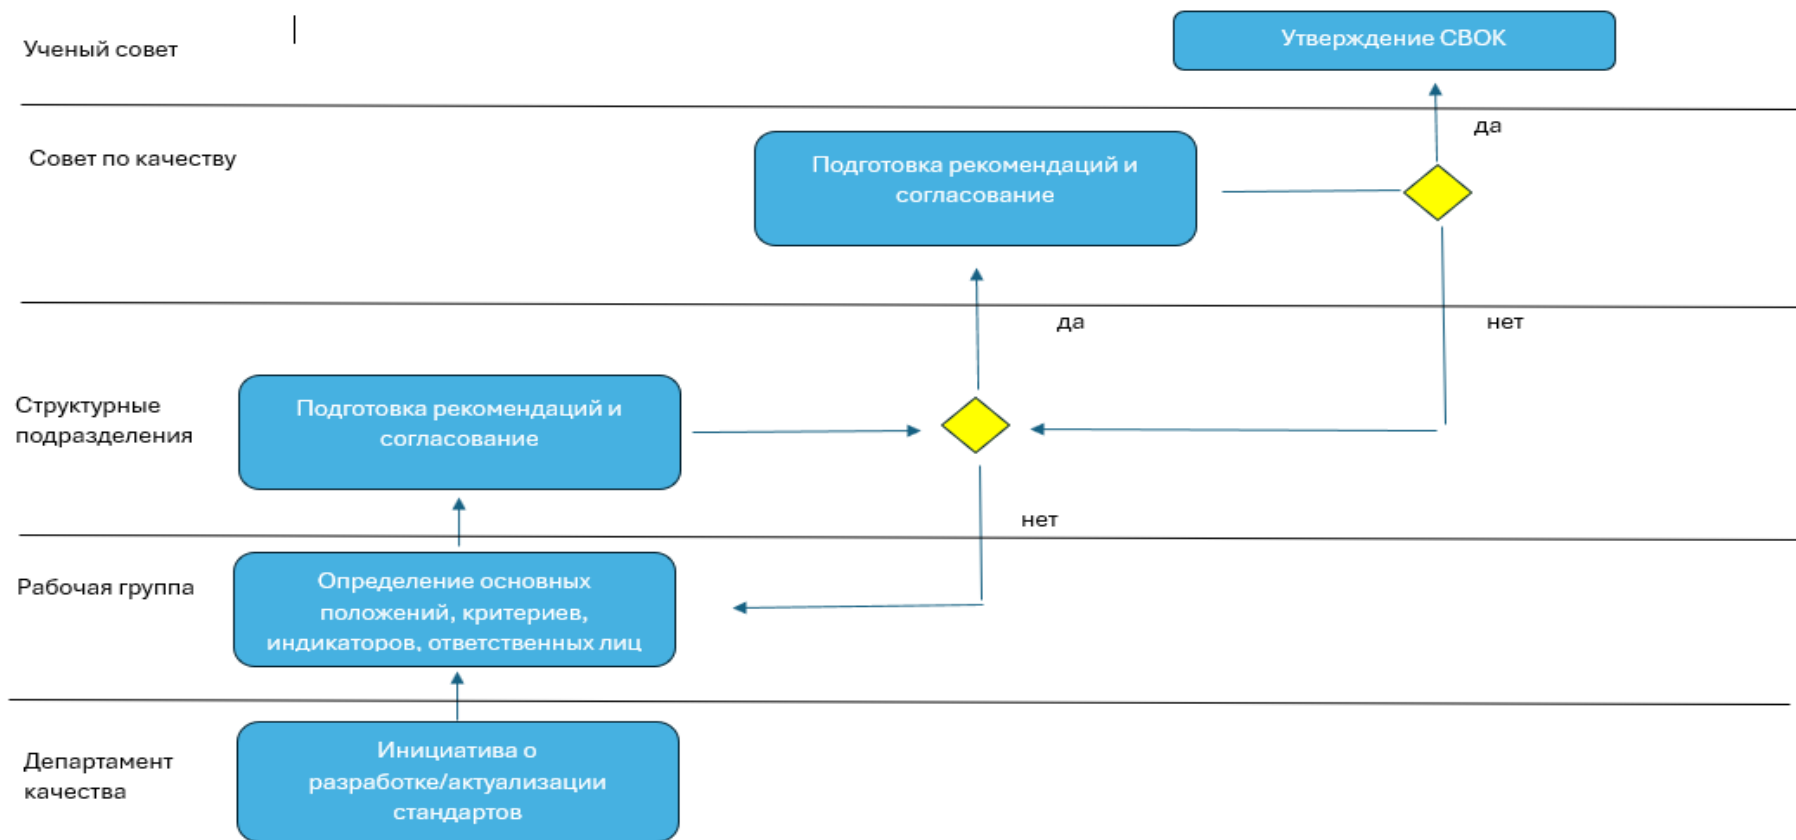 Ученый совет
Утверждение СВОК
да
Совет по качеству
Подготовка рекомендаций и
согласование
да
нет
Структурные
подразделения
Подготовка рекомендаций и
согласование
нет
Рабочая группа
Определение основных
положений, критериев,
индикаторов, ответственных лиц
Департамент
качества
Инициатива о
разработке/актуализации
стандартов